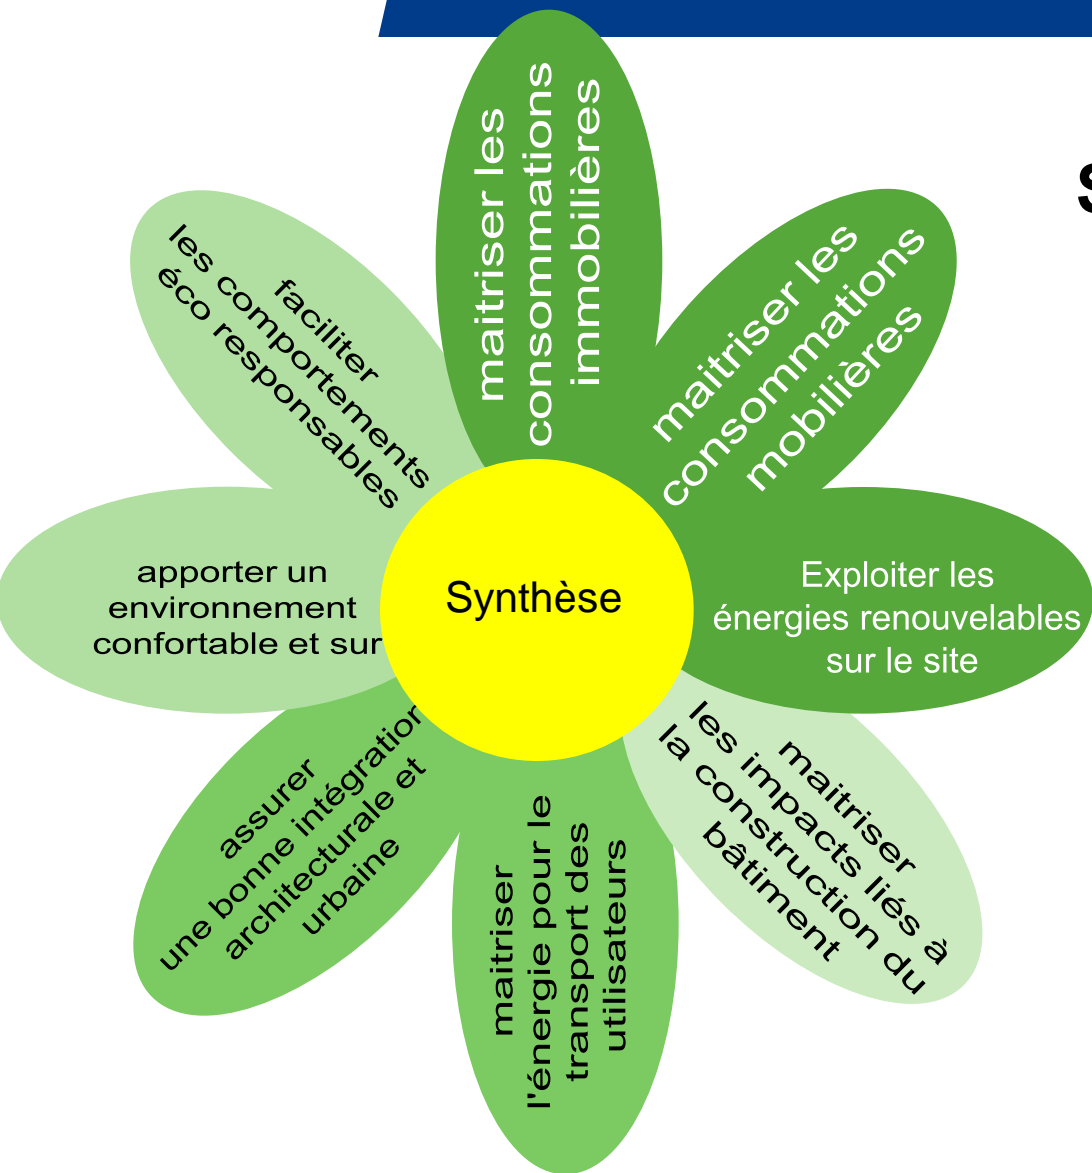 maitriser les
consommations
immobilières
maitriser les
consommations
mobilières
Exploiter les
énergies renouvelables
sur le site
maitriser
les impacts liés à
la construction du
bâtiment
maitriser
l'énergie pour le
transport des
utilisateurs
assurer
une bonne intégration
architecturale et
urbaine
apporter un
environnement
confortable et sur
faciliter
les comportements
éco responsables
Synthèse